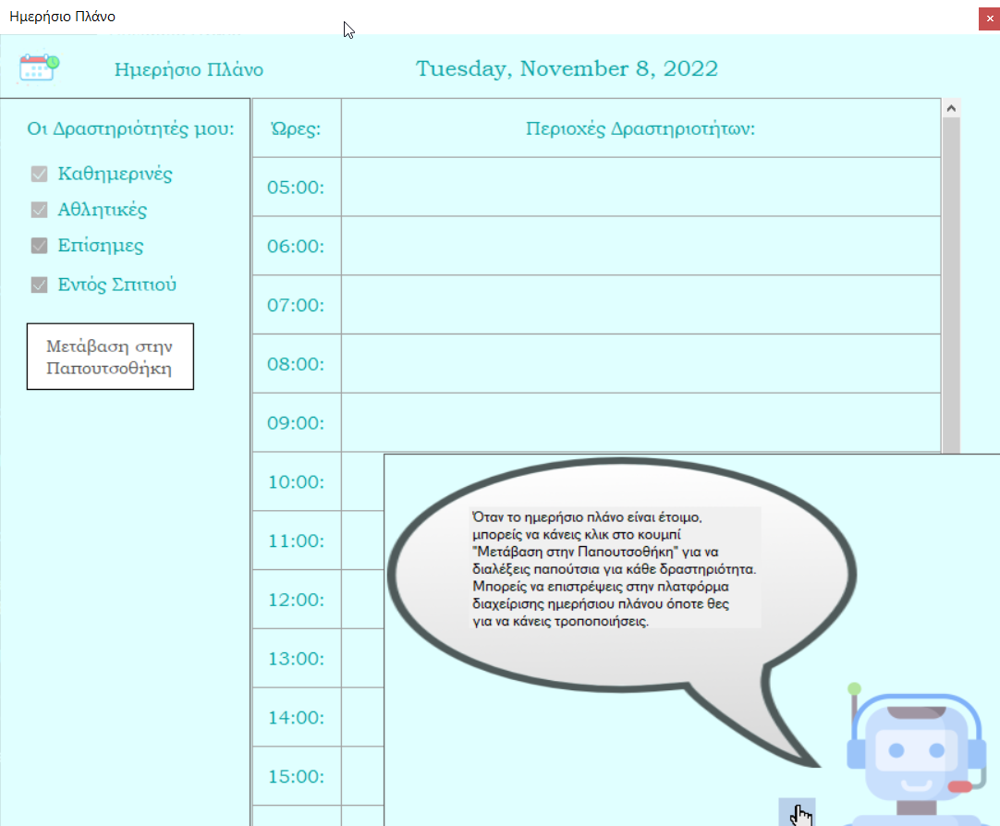 Ημερήσιο Πλάνο
Ημερήσιο Πλάνο
Tuesday, November 8, 2022
Οι Δραστηριότητές μου:
Καθημερινές
Αθλητικές
Επίσημες
Εντός Σπιτιού
Μετάβαση στην
Παπουτσοθήκη
Ώρες:
Περιοχές Δραστηριοτήτων:
05:00:
06:00:
07:00:
08:00:
09:00:
10:00:
11:00:
12:00:
13:00:
14:00:
15:00:
Όταν το ημερήσιο πλάνο είναι έτοιμο,
μπορείς να κάνεις κλικ στο κουμπί
"Μετάβαση στην Παπουτσοθήκη" για να
διαλέξεις παπούτσια για κάθε δραστηριότητα.
Μπορείς να επιστρέψεις στην πλατφόρμα
διαχείρισης ημερήσιου πλάνου όποτε θες
για να κάνεις τροποποιήσεις.